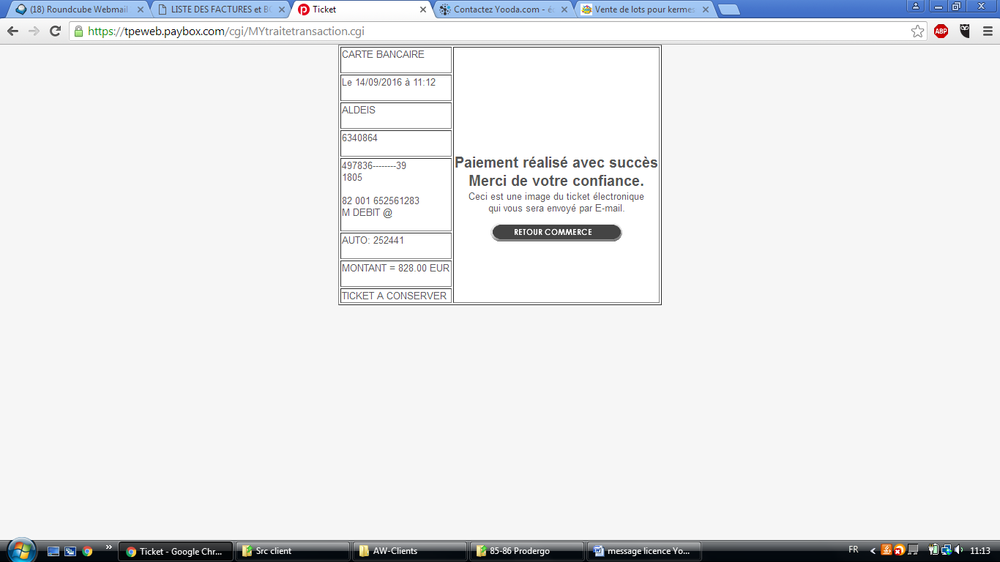 (18) Roundcube Webmail
LISTE DES FACTURES et BO
Ticket
Contactez Yooda.com - éd
Vente de lots pour kermes
https://tpeweb.paybox.com/cgi/MYtraitetransaction.cgi
ABP
CARTE BANCAIRE
Le 14/09/2016 à 11:12
ALDEIS
6340864
497836--------39
1805
82 001 652561283
M DEBIT @
AUTO: 252441
MONTANT = 828.00 EUR
TICKET A CONSERVER
Paiement réalisé avec succès
Merci de votre confiance.
Ceci est une image du ticket électronique
qui vous sera envoyé par E-mail.
RETOUR COMMERCE
Ticket - Google Chr...
Src client
AW-Clients
85-86 Prodergo
message licence Yo...
FR
11:13